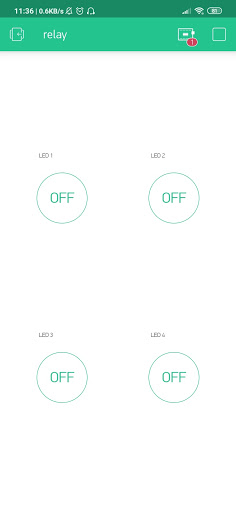 11:36 | 0.6KB/s
relay
1
LED 1
LED 2
OFF
OFF
LED 3
LED 4
OFF
OFF